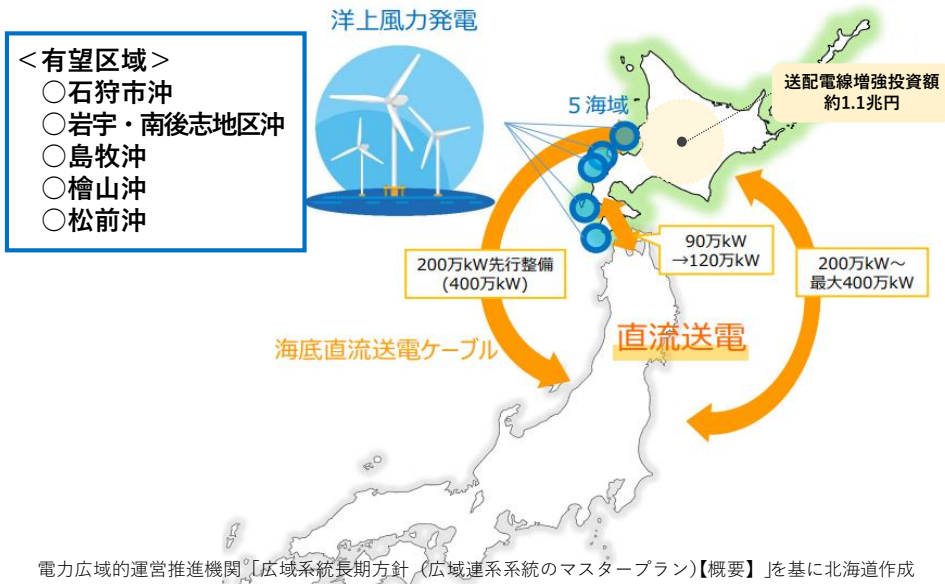 洋上風力発電
＜有望区域＞
○石狩市沖
○岩宇・南後志地区沖
○島牧沖
○檜山沖
○松前沖
５海域
送配電線増強投資額
約1.1兆円
200万kW先行整備
(400万kW)
90万kW
→120万kW
200万kW～
最大400万kW
海底直流送電ケーブル
直流送電
電力広域的運営推進機関「広域系統長期方針（広域連系系統のマスタープラン）【概要】」を基に北海道作成